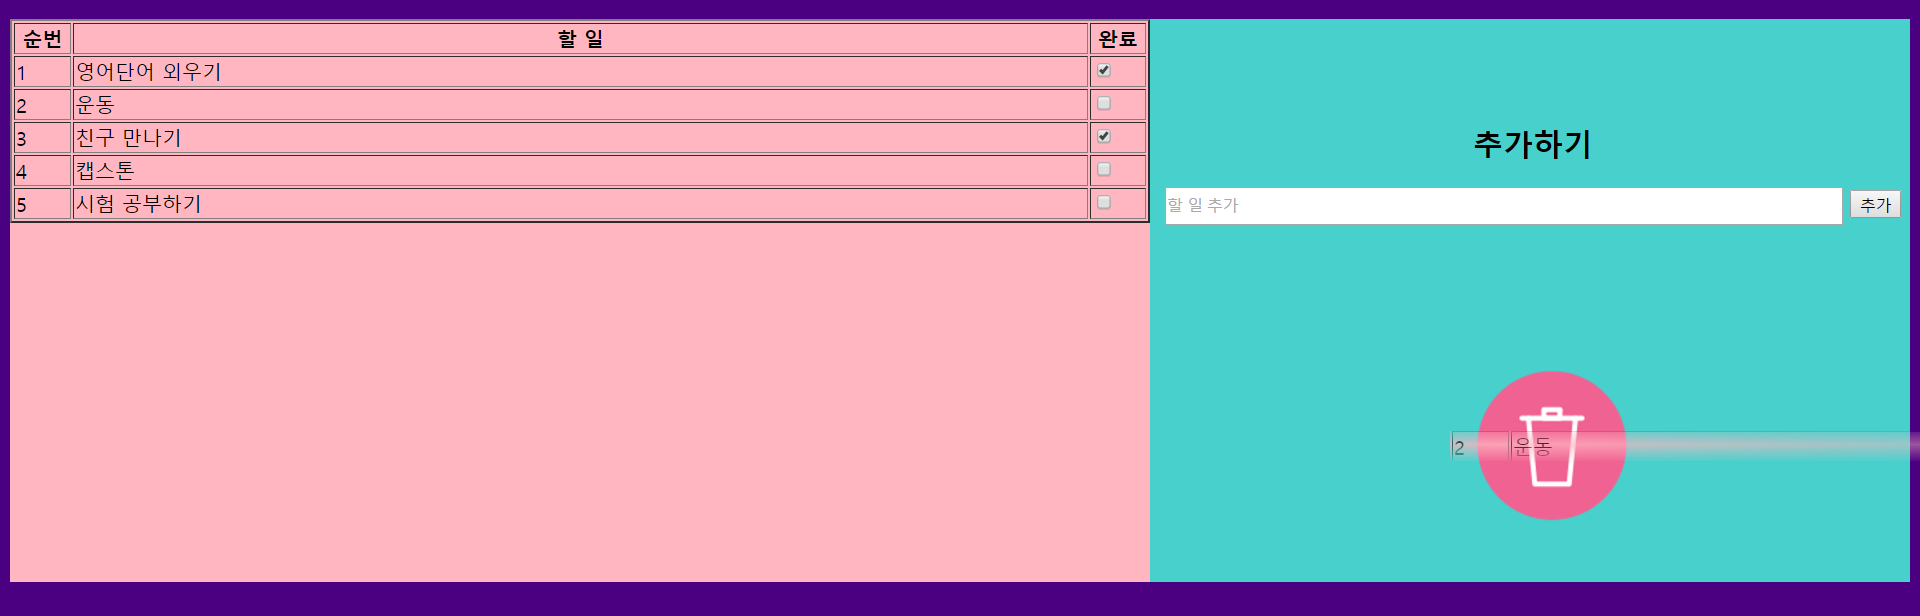 순번 할 일 완료
1 영어단어 외우기
2 운동
3 친구 만나기
4 캡스톤
5 시험 공부하기
추가하기
할 일 추가 추가
2 운동